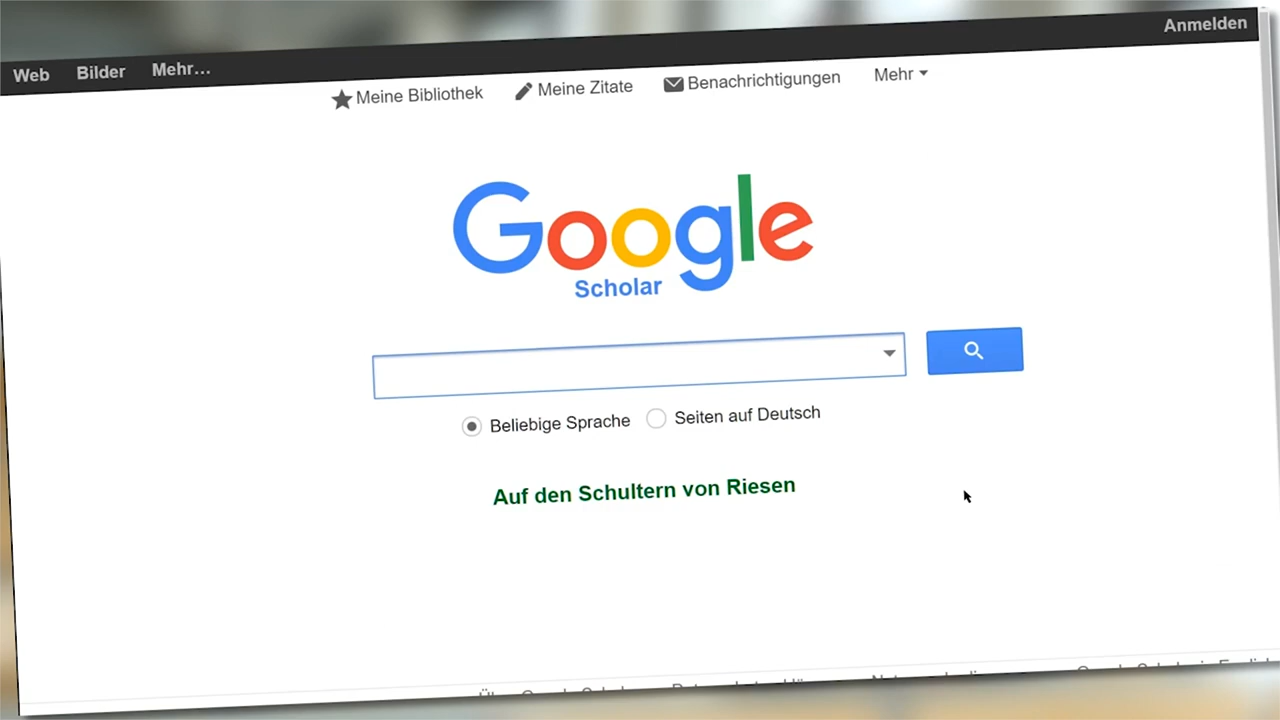 Web Bilder Mehr... Anmelden
Meine Bibliothek Meine Zitate Benachrichtigungen Mehr
Google
Scholar
Beliebige Sprache Seiten auf Deutsch
Auf den Schultern von Riesen